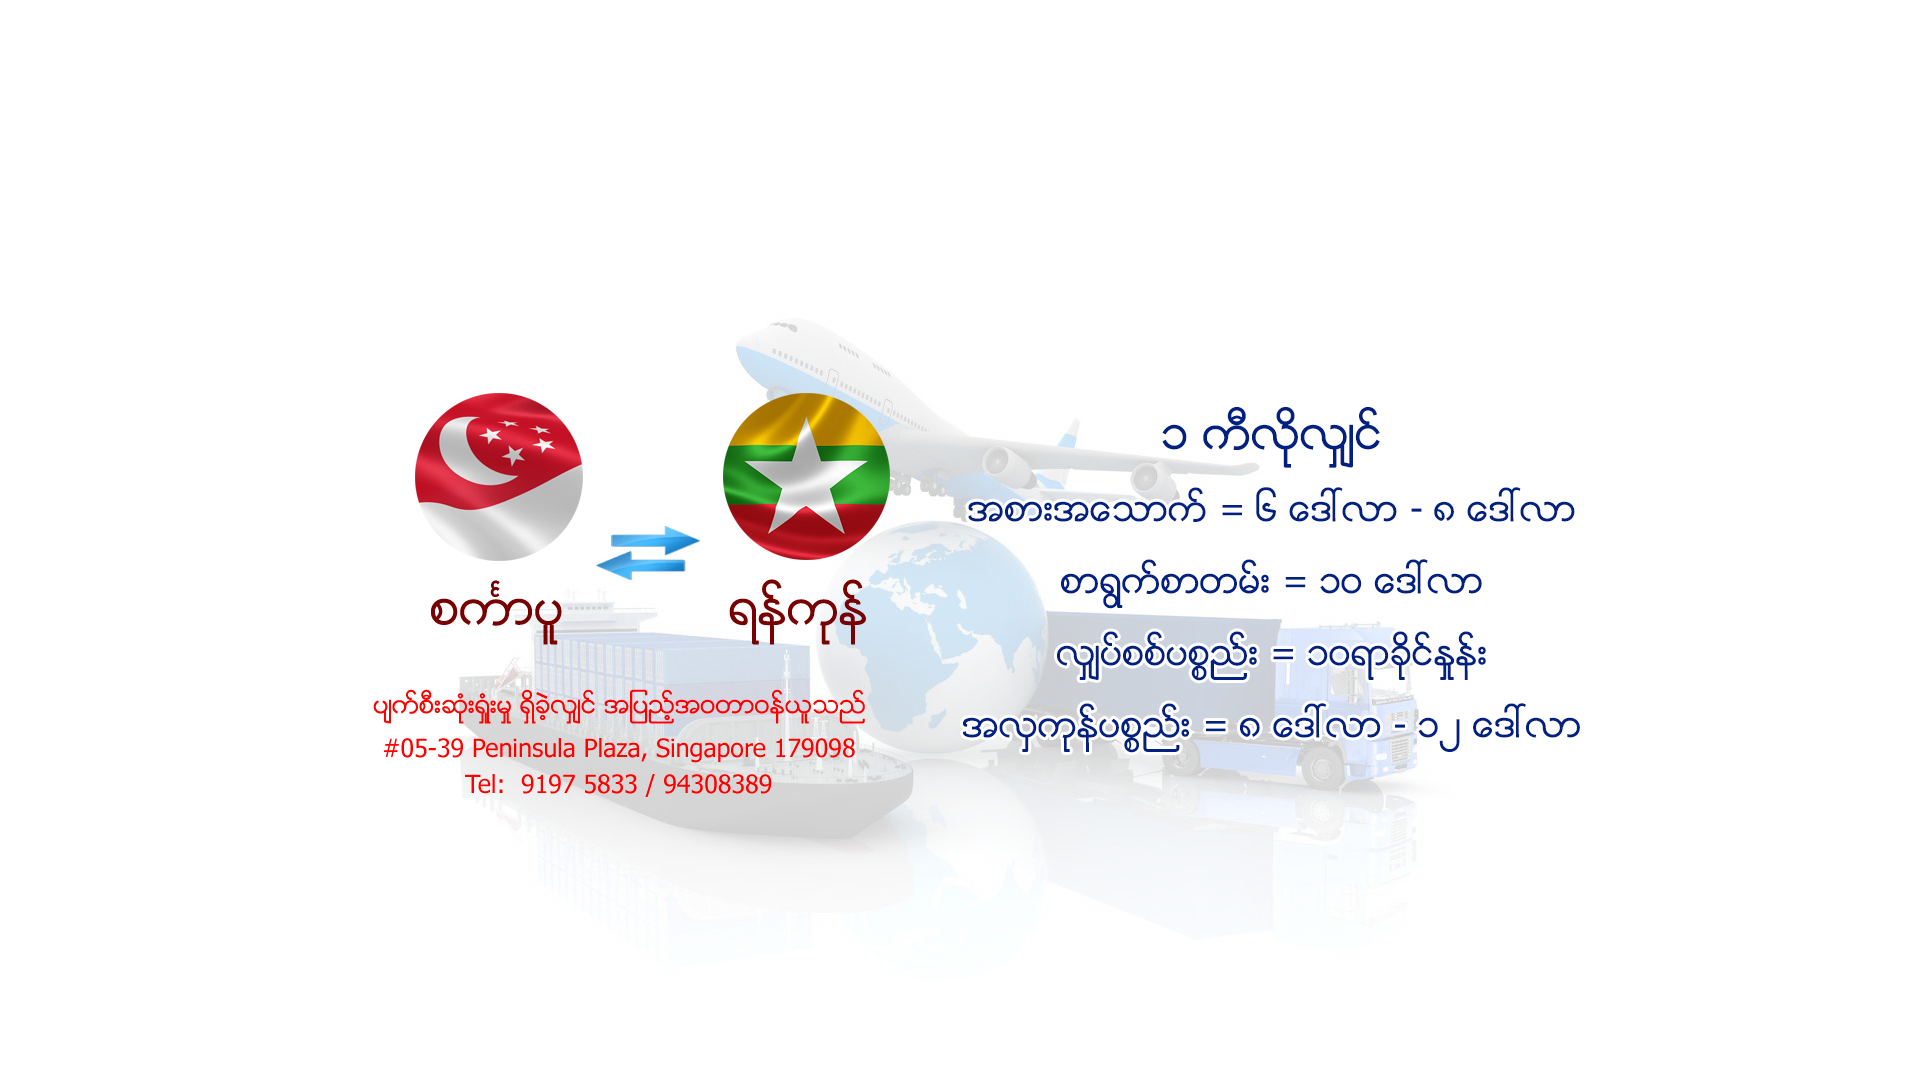 စင်္ကာပူ
ရန်ကုန်
ပျက်စီးဆုံးရှုံးမှု ရှိခဲ့လျှင် အပြည့်အဝတာဝန်ယူသည်
#05-39 Peninsula Plaza, Singapore 179098
Tel: 9197 5833 / 94308389
၁ ကီလိုလျှင်
အစားအသောက် = ၆ ဒေါ်လာ - ၈ ဒေါ်လာ
စာရွက်စာတမ်း = ၁၀ ဒေါ်လာ
လျှပ်စစ်ပစ္စည်း = ၁၀ရာခိုင်နှုန်း
အလှကုန်ပစ္စည်း = ၈ ဒေါ်လာ - ၁၂ ဒေါ်လာ